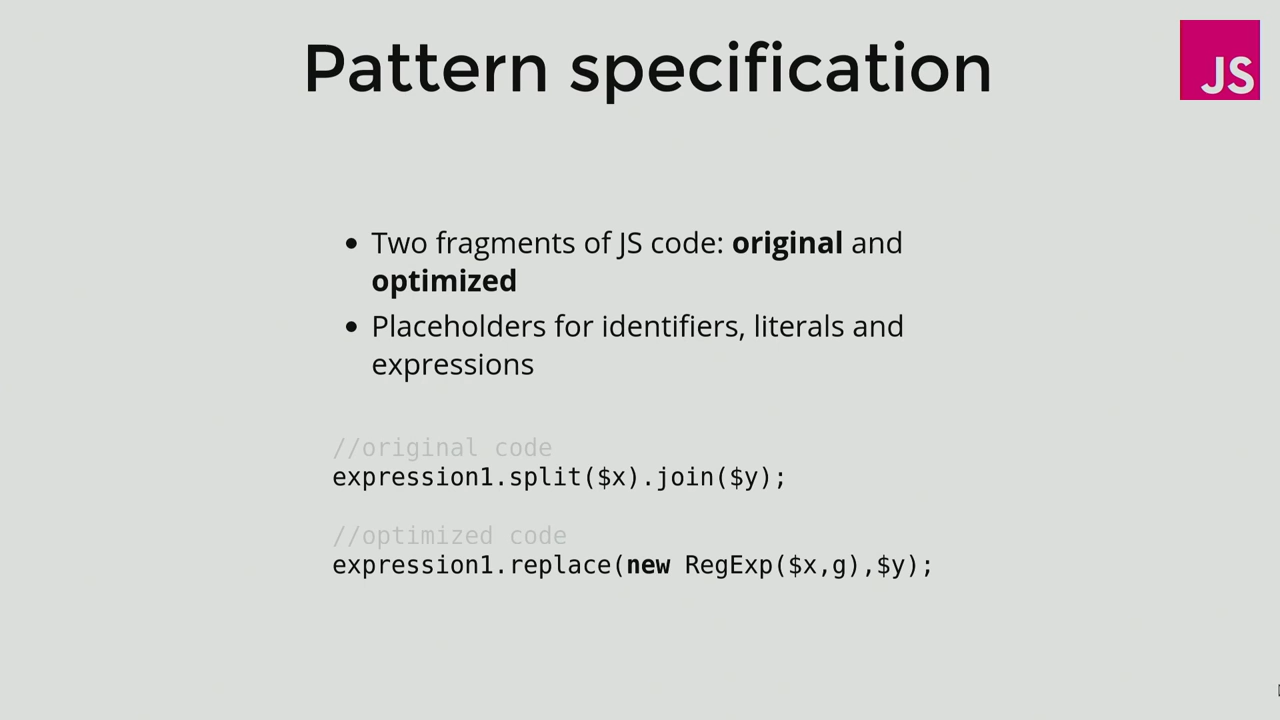 Pattern specification
JS
Two fragments of JS code: original and
optimized
Placeholders for identifiers, literals and
expressions
//original code
expression1.split($x).join($y);
//optimized code
expression1.replace(new RegExp($x,g),$y);